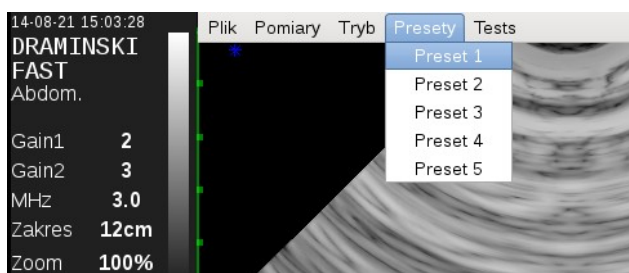 14-08-21 15:03:28
DRAMINSKI
FAST
Abdom.
Gain1 2
Gain2 3
MHz 3.0
Zakres 12cm
Zoom 100%
Plik Pomiary Tryb Presety Tests
Preset 1
Preset 2
Preset 3
Preset 4
Preset 5